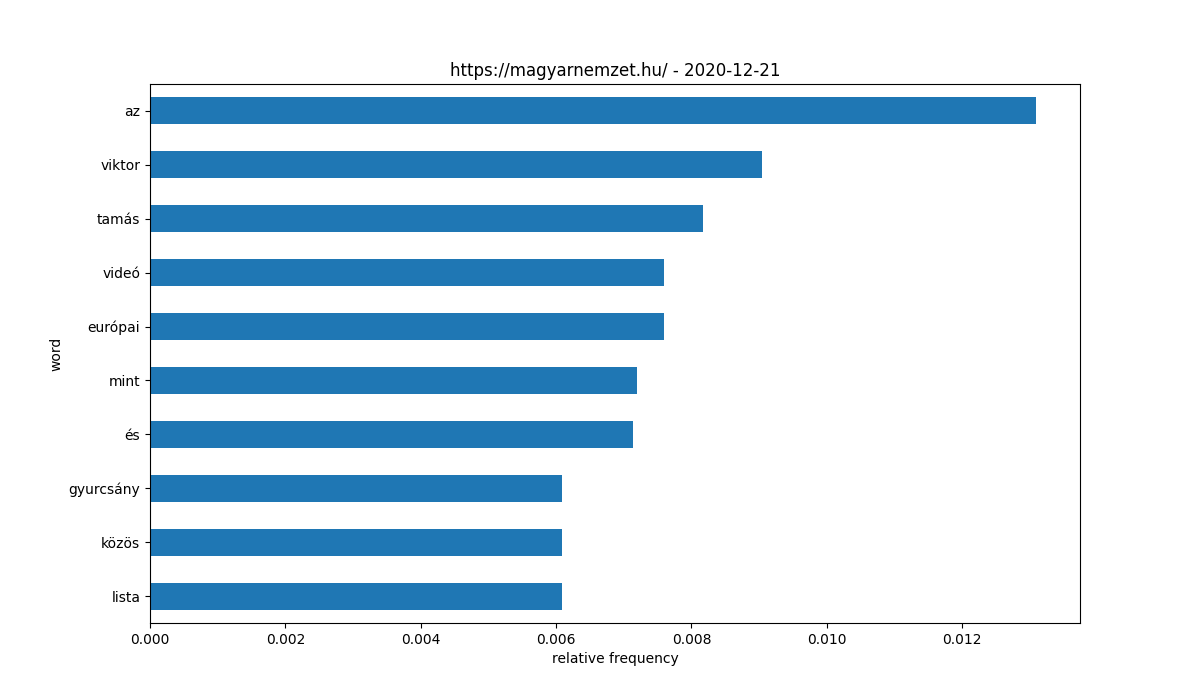 https://magyarnemzet.hu/ - 2020-12-21
az
viktor
tamás
videó
európai
mint
és
gyurcsány
közös
lista
word
0.000 0.002 0.004 0.006 0.008 0.010 0.012
relative frequency